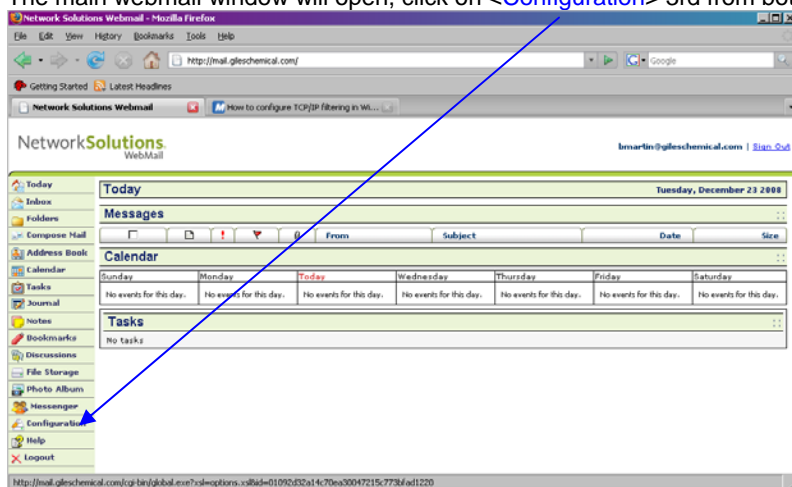 The main webmail window will open, click on <Configuration> 3rd from bot
Network Solutions Webmail - Mozilla Firefox
File Edit View History Bookmarks Tools Help
http://mail.gileschemical.com/
Google
Getting Started Latest Headlines
Network Solutions Webmail How to configure TCP/IP filtering in Wi...
NetworkSolutions.
WebMail
bmartin@gileschemical.com | Sign Out
Today
Inbox
Folders
Compose Mail
Address Book
Calendar
Tasks
Journal
Notes
Bookmarks
Discussions
File Storage
Photo Album
Messenger
Configuration
Help
Logout
Today Tuesday, December 23 2008
Messages
From Subject Date Size
Calendar
Sunday Monday Today Wednesday Thursday Friday Saturday
No events for this day. No events for this day. No events for this day. No events for this day. No events for this day. No events for this day. No events for this day.
Tasks
No tasks
http://mail.gileschemical.com/cgi-bin/global.exe?xsl=options.xsl&id=01092d32a14c70ea30047215c773bfad1220